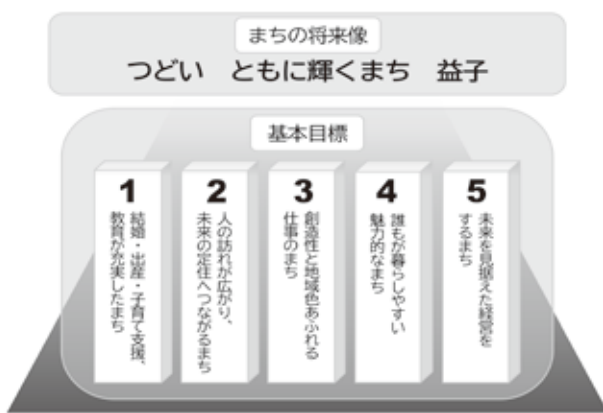 まちの将来像
つどい　ともに輝くまち　益子
基本目標
1
結婚・出産・子育て支援、
教育が充実したまち
2
人の訪れが広がり、
未来の定住へつながるまち
3
創造性と地域色あふれる
仕事のまち
4
誰もが暮らしやすい
魅力的なまち
5
未来を見据えた経営を
するまち